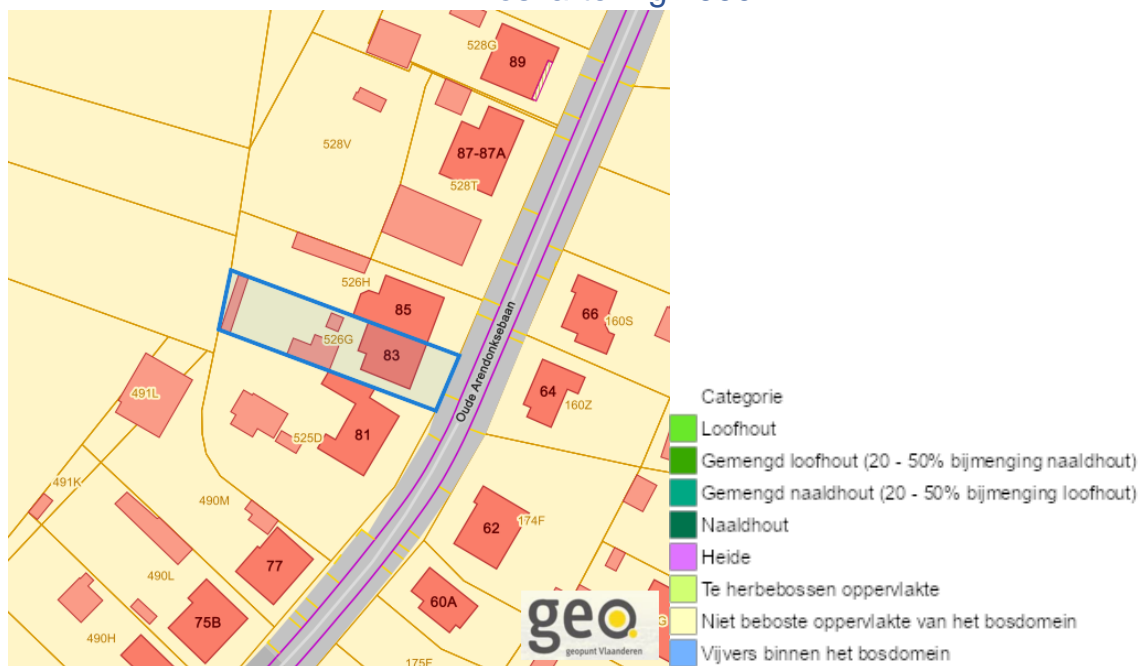 528G
89
528V
87-87A
528T
526H
85
66
160S
526G
83
Oude Arendonksebaan
64
160Z
491L
81
525D
491K
490M
62
174F
77
490L
60A
75B
490H
175F
geo.
geopunt Vlaanderen
Categorie
Loofhout
Gemengd loofhout (20 - 50% bijmenging naaldhout)
Gemengd naaldhout (20 - 50% bijmenging loofhout)
Naaldhout
Heide
Te herbebossen oppervlakte
Niet beboste oppervlakte van het bosdomein
Vijvers binnen het bosdomein